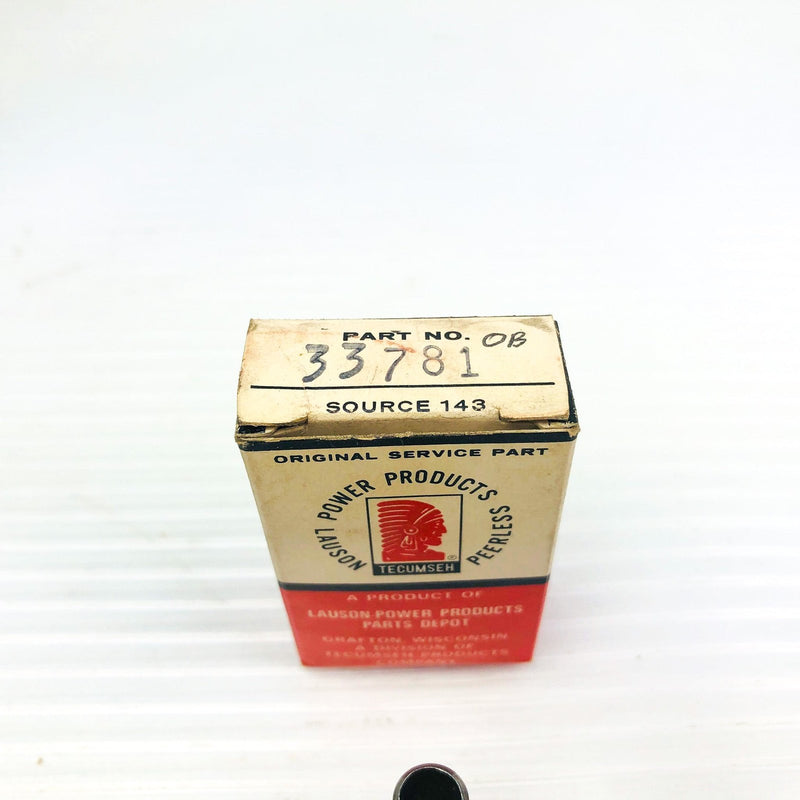 PART NO. OB
33781
SOURCE 143
ORIGINAL SERVICE PART
LAUSON POWER PRODUCTS PEERLESS
®
TECUMSEH
A PRODUCT OF
LAUSON-POWER PRODUCTS
PARTS DEPOT
GRAFTON, WISCONSIN
A DIVISION OF
TECUMSEH PRODUCTS
COMPANY